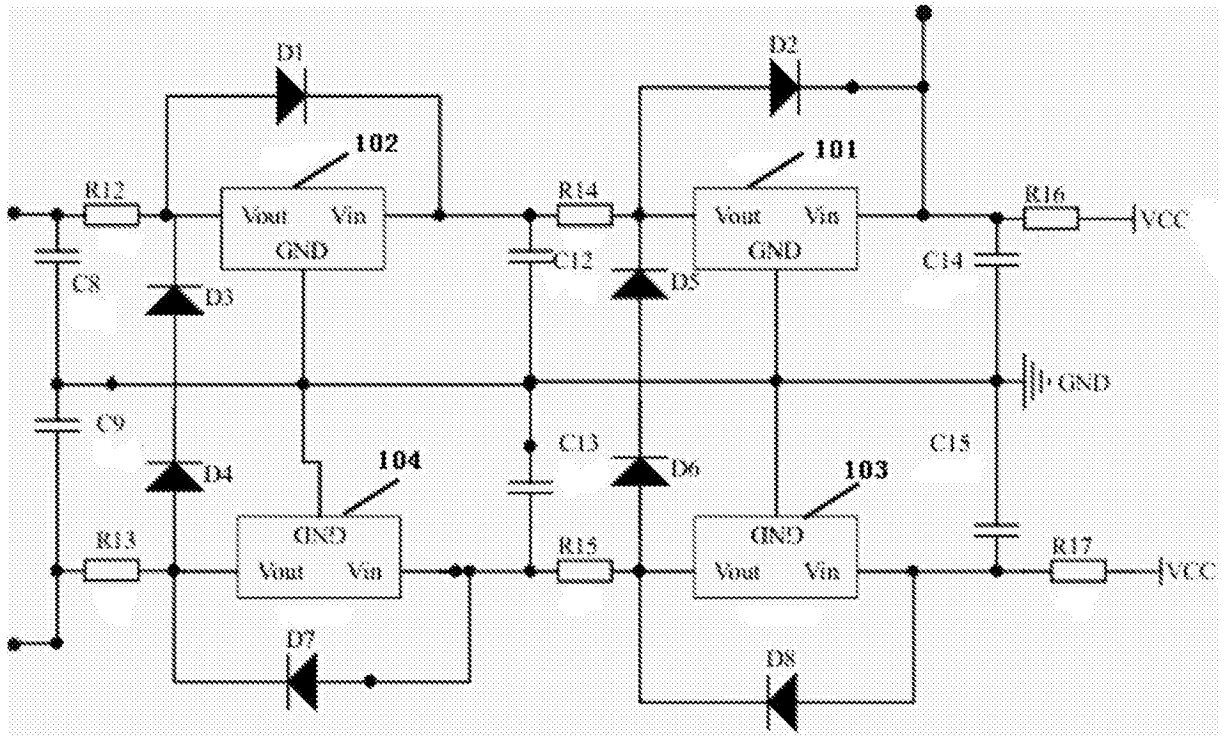 D1
D2
102
101
R12
R14
R16
Vout Vin
GND
Vout Vin
GND
VCC
C8
D3
C12
D5
C14
GND
C9
C13
C15
D4
104
D6
103
R13
GND
Vout Vin
R15
GND
Vout Vin
R17
VCC
D7
D8